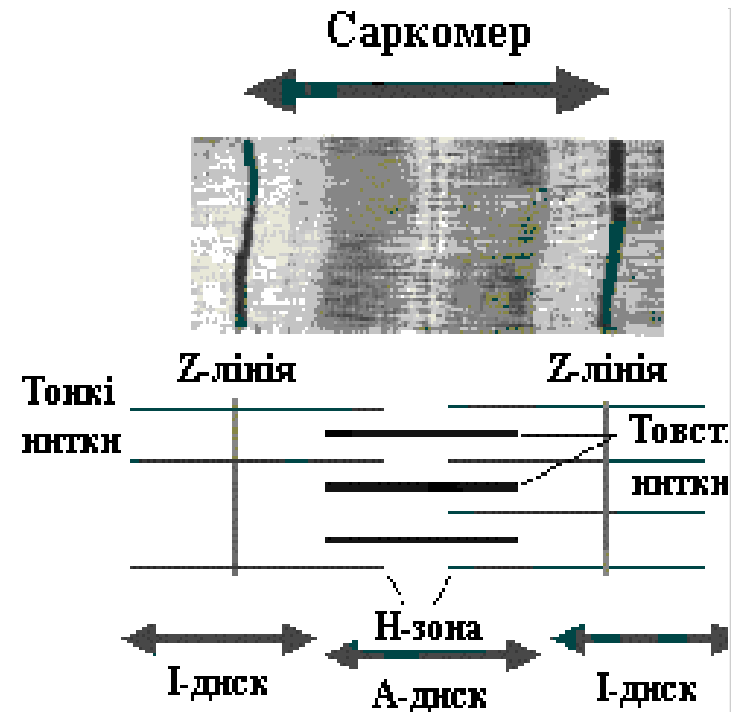 Саркомер
Z-лінія
Z-лінія
Тонкі
нитки
Товст
нитки
Н-зона
І-диск
А-диск
І-диск